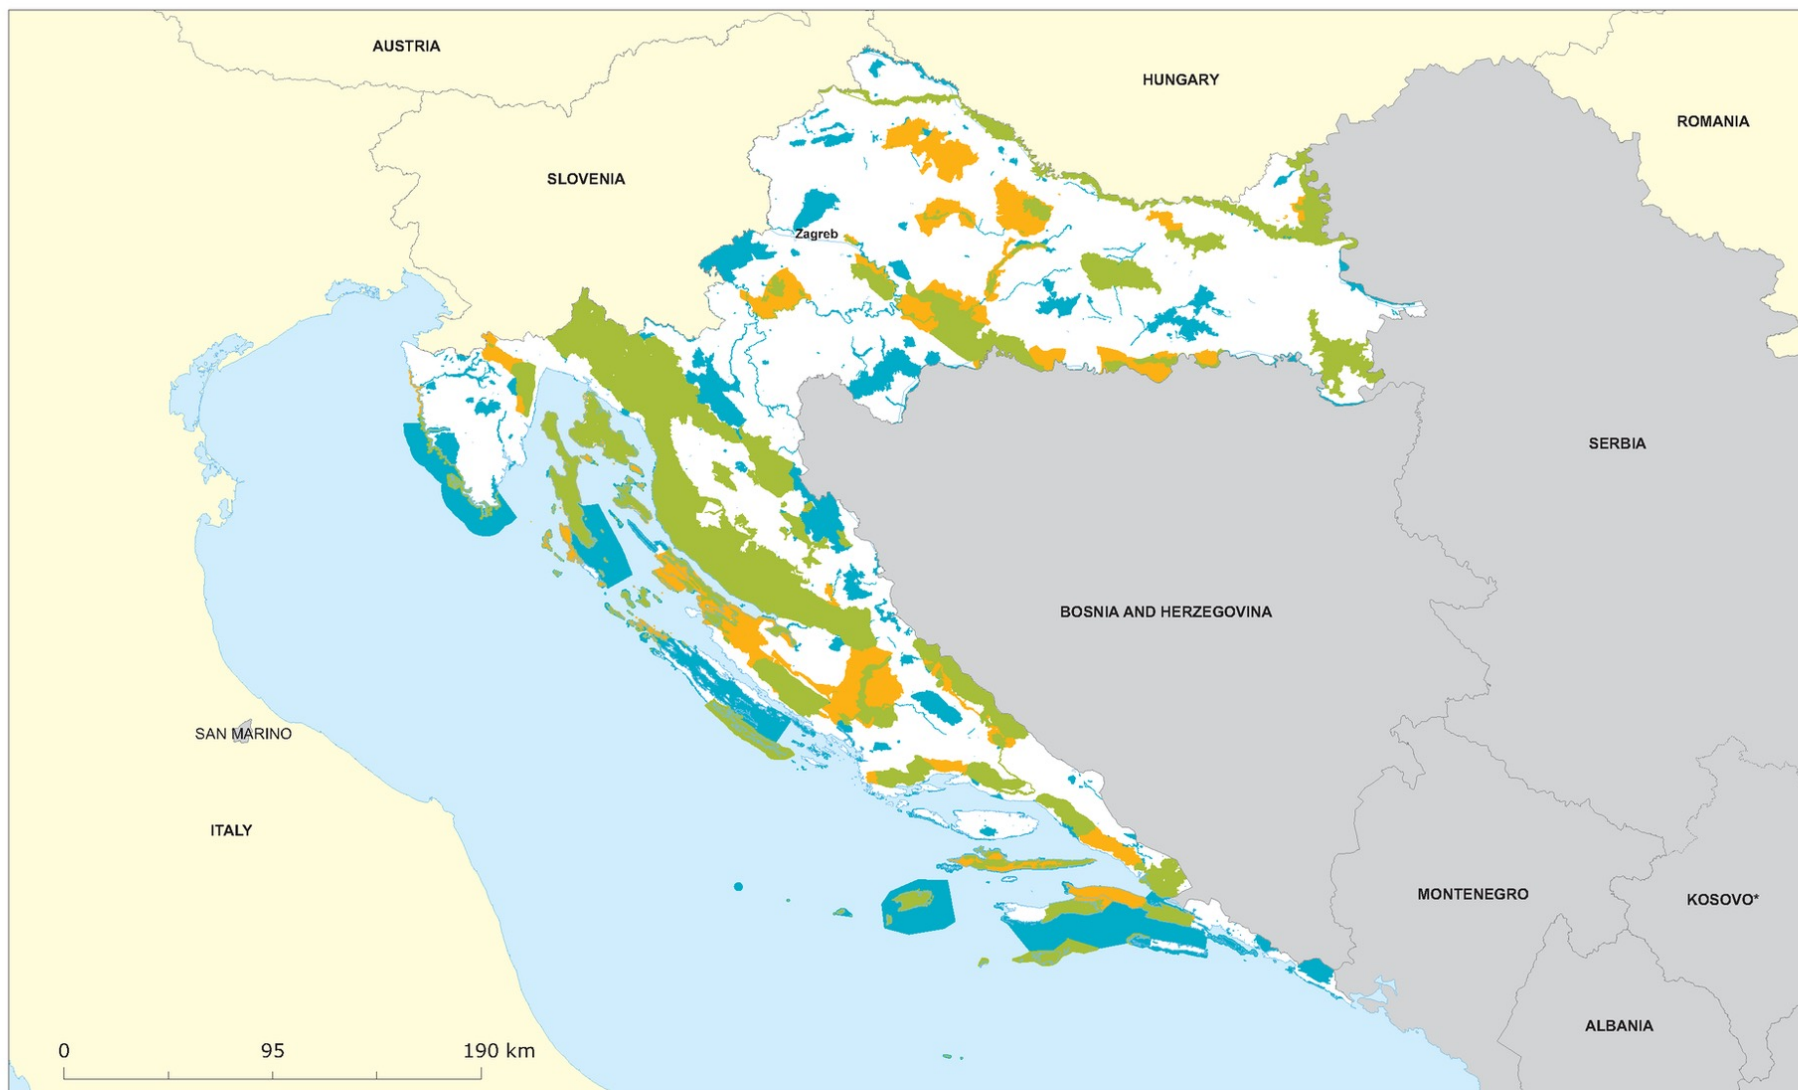 AUSTRIA
HUNGARY
ROMANIA
SLOVENIA
Zagreb
SERBIA
BOSNIA AND HERZEGOVINA
SAN MARINO
ITALY
MONTENEGRO
KOSOVO*
ALBANIA
0 95 190 km